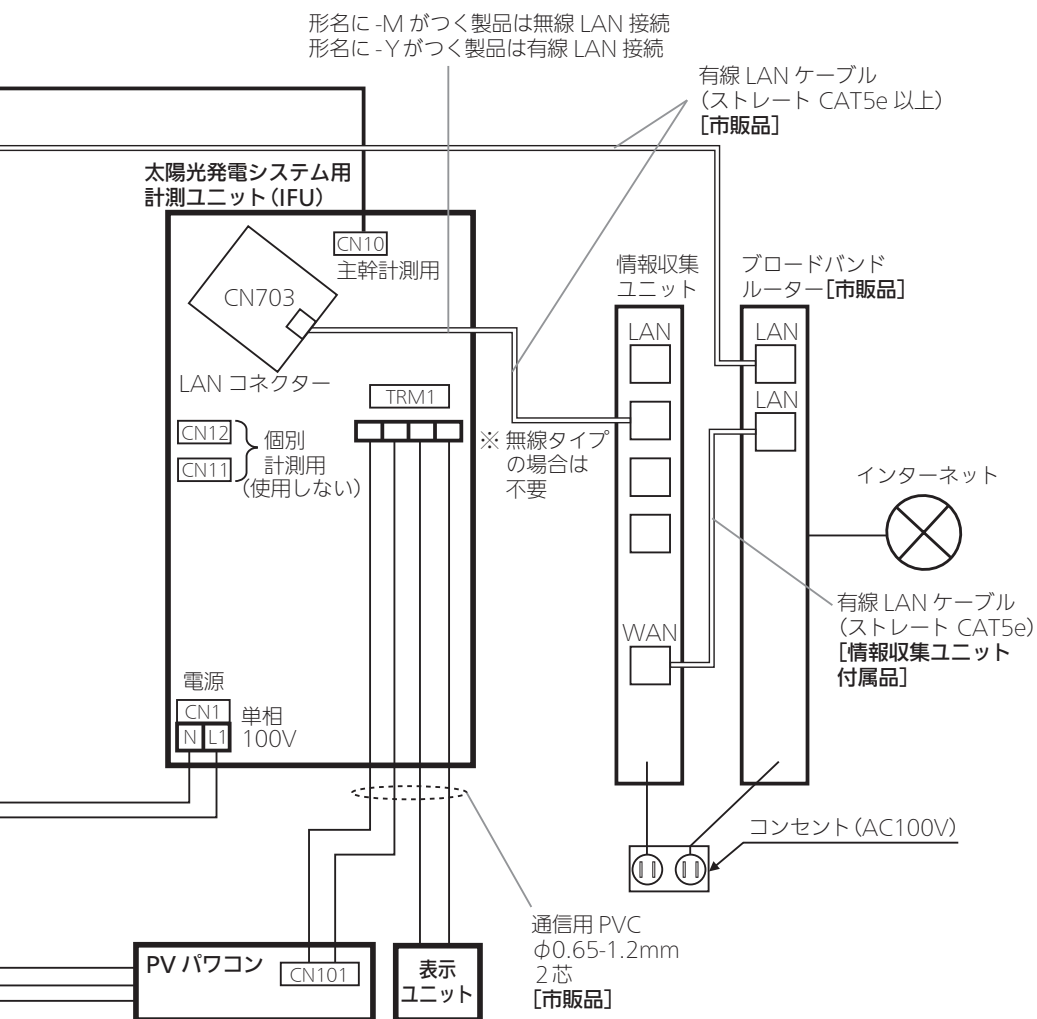 形名に -M がつく製品は無線 LAN 接続
形名に -Y がつく製品は有線 LAN 接続
有線 LAN ケーブル
(ストレート CAT5e 以上)
[市販品]
太陽光発電システム用
計測ユニット(IFU)
CN10
主幹計測用
CN703
LAN コネクター
TRM1
CN12
CN11
個別
計測用
(使用しない)
※ 無線タイプ
の場合は
不要
情報収集
ユニット
LAN
WAN
ブロードバンド
ルーター[市販品]
LAN
LAN
インターネット
有線 LAN ケーブル
(ストレート CAT5e)
[情報収集ユニット
付属品]
電源
CN1
N L1
単相
100V
コンセント(AC100V)
通信用 PVC
φ0.65-1.2mm
2芯
[市販品]
PV パワコン
CN101
表示
ユニット